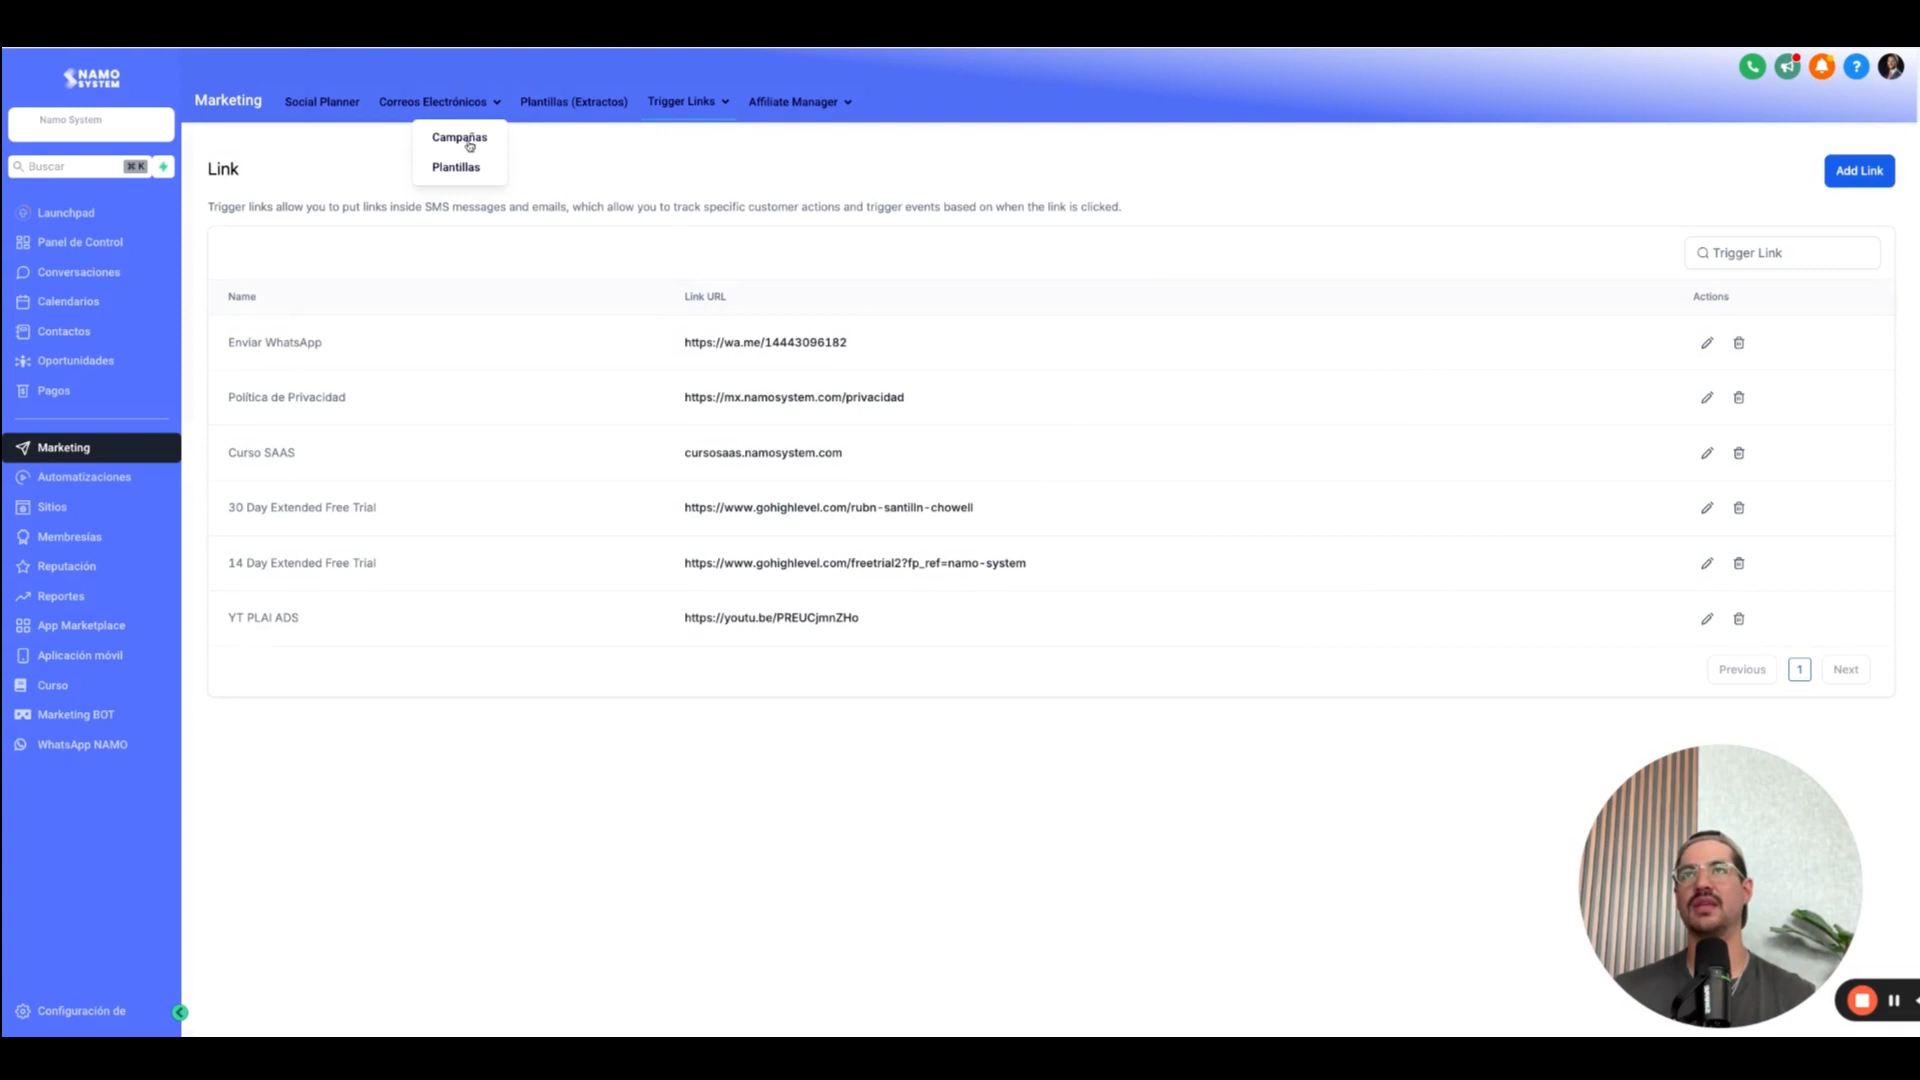 NAMO
SYSTEM
Namo System
Buscar ⌘ K
Launchpad
Panel de Control
Conversaciones
Calendarios
Contactos
Oportunidades
Pagos
Marketing
Automatizaciones
Sitios
Membresías
Reputación
Reportes
App Marketplace
Aplicación móvil
Curso
Marketing BOT
WhatsApp NAMO
Configuración de
Marketing Social Planner Correos Electrónicos Plantillas (Extractos) Trigger Links Affiliate Manager
Campañas
Plantillas
Link
Add Link
Trigger links allow you to put links inside SMS messages and emails, which allow you to track specific customer actions and trigger events based on when the link is clicked.
Trigger Link
Name Link URL Actions
Enviar WhatsApp https://wa.me/14443096182
Política de Privacidad https://mx.namosystem.com/privacidad
Curso SAAS cursosaas.namosystem.com
30 Day Extended Free Trial https://www.gohighlevel.com/rubn-santilln-chowell
14 Day Extended Free Trial https://www.gohighlevel.com/freetrial2?fp_ref=namo-system
YT PLAI ADS https://youtu.be/PREUCjmnZHo
Previous 1 Next